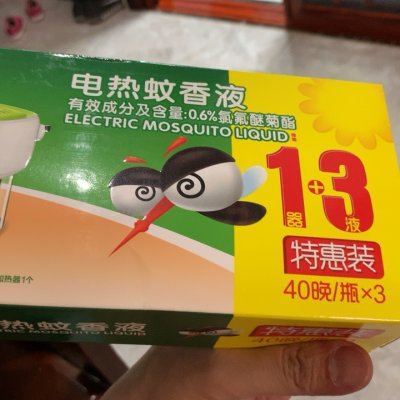 电热蚊香液
有效成分及含量:0.6%氯氟醚菊酯
ELECTRIC MOSQUITO LIQUID
1+3
器 液
特惠装
40晚/瓶×3
加热器1个
电热蚊香液
特惠装